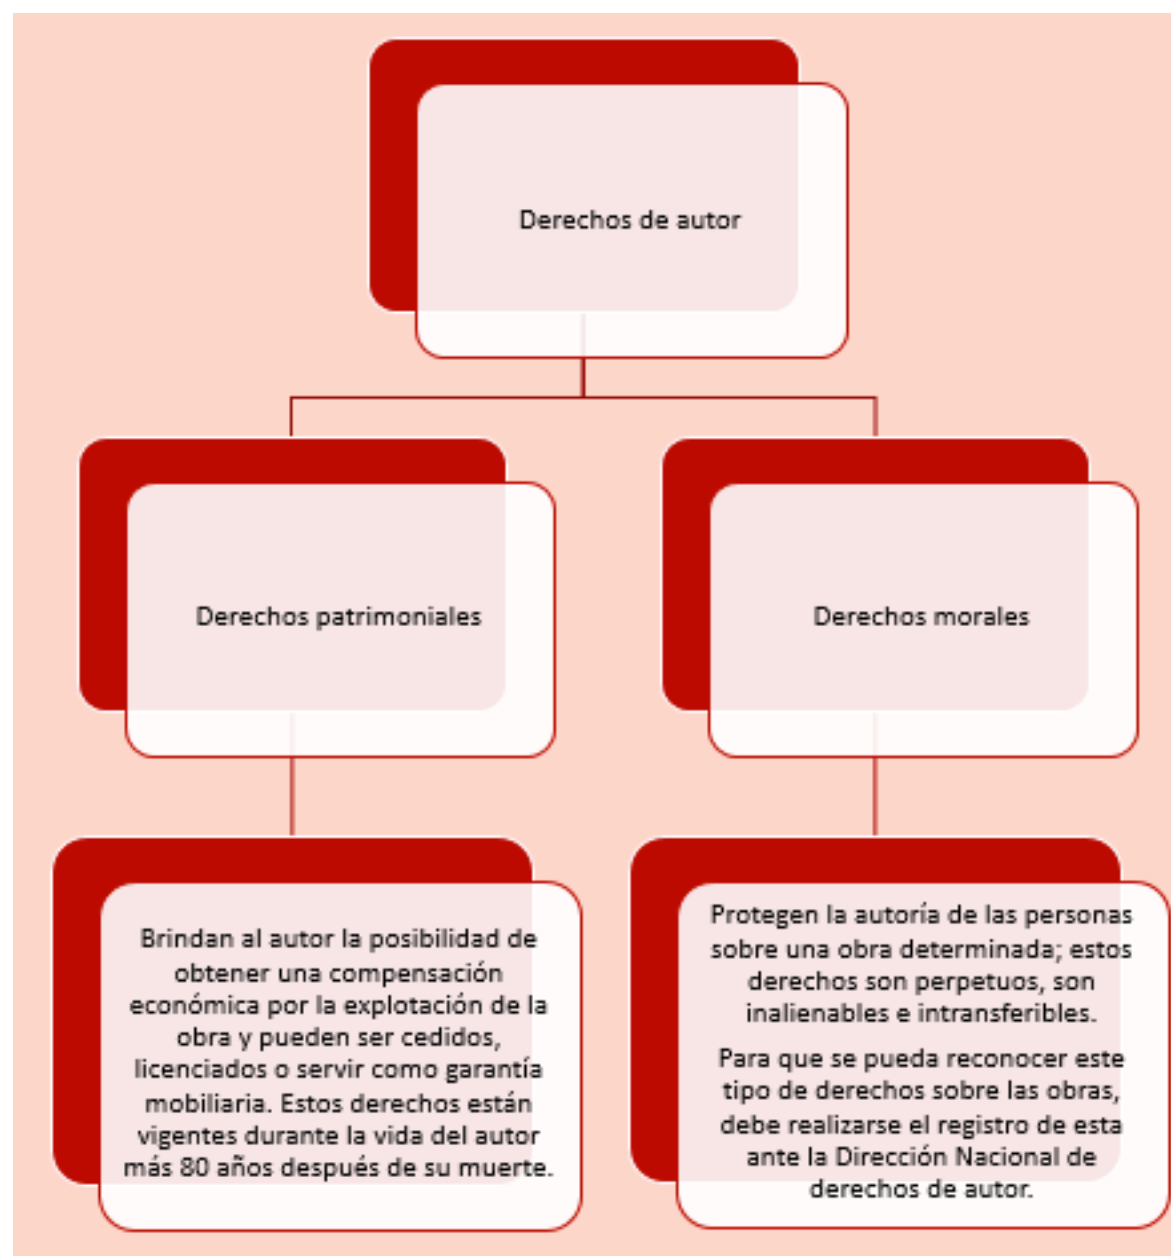 Derechos de autor
Derechos patrimoniales
Derechos morales
Brindan al autor la posibilidad de
obtener una compensación
económica por la explotación de la
obra y pueden ser cedidos,
licenciados o servir como garantía
mobiliaria. Estos derechos están
vigentes durante la vida del autor
más 80 años después de su muerte.
Protegen la autoría de las personas
sobre una obra determinada; estos
derechos son perpetuos, son
inalienables e intransferibles.
Para que se pueda reconocer este
tipo de derechos sobre las obras,
debe realizarse el registro de esta
ante la Dirección Nacional de
derechos de autor.